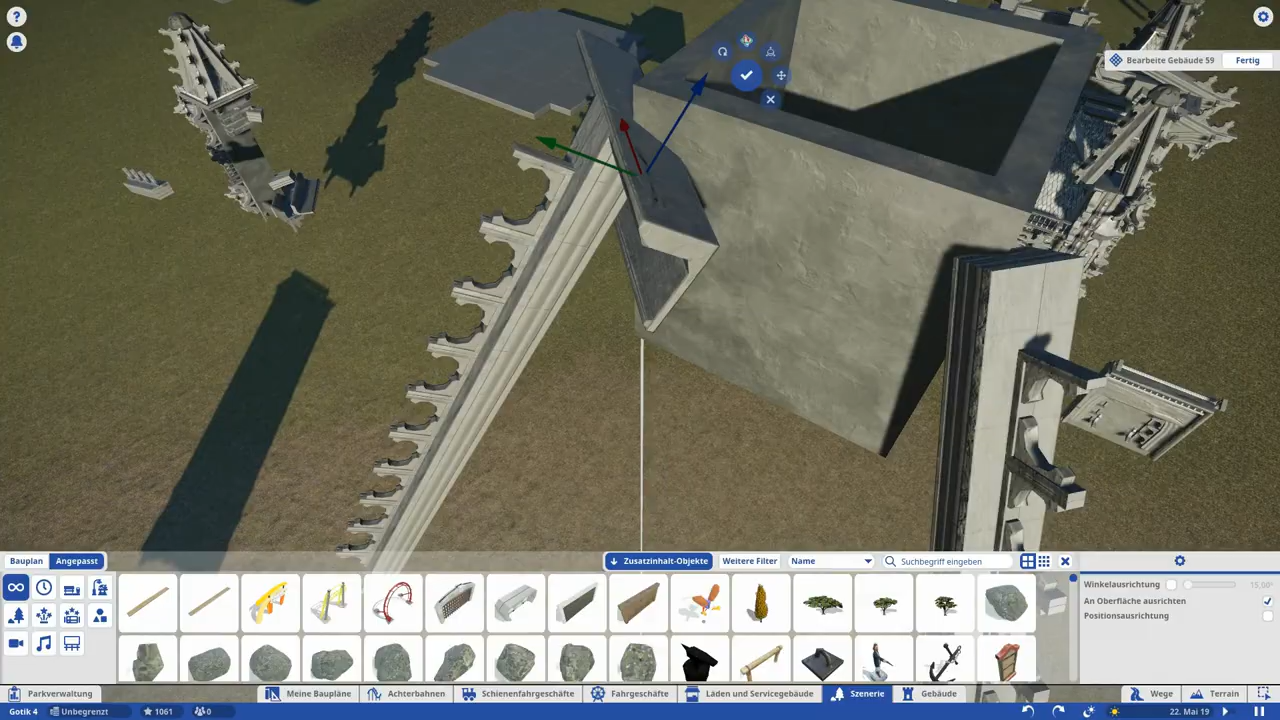 ?
Bearbeite Gebäude 59 Fertig
Bauplan Angepasst Zusatzinhalt-Objekte Weitere Filter Name Suchbegriff eingeben
Winkelausrichtung 15,00°
An Oberfläche ausrichten
Positionsausrichtung
Parkverwaltung Meine Baupläne Achterbahnen Schienenfahrgeschäfte Fahrgeschäfte Läden und Servicegebäude Szenerie Gebäude Wege Terrain
Gotik 4 Unbegrenzt 1061 0 22. Mai 19